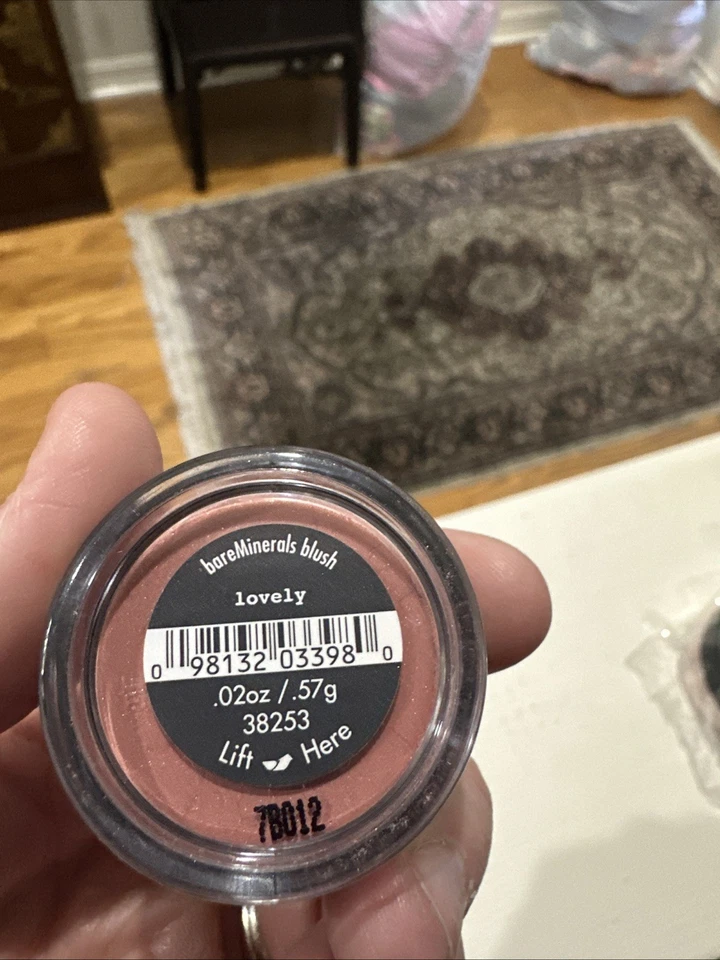 bareMinerals blush
lovely
0 98132 03398 0
.02oz / .57g
38253
Lift Here
7B012